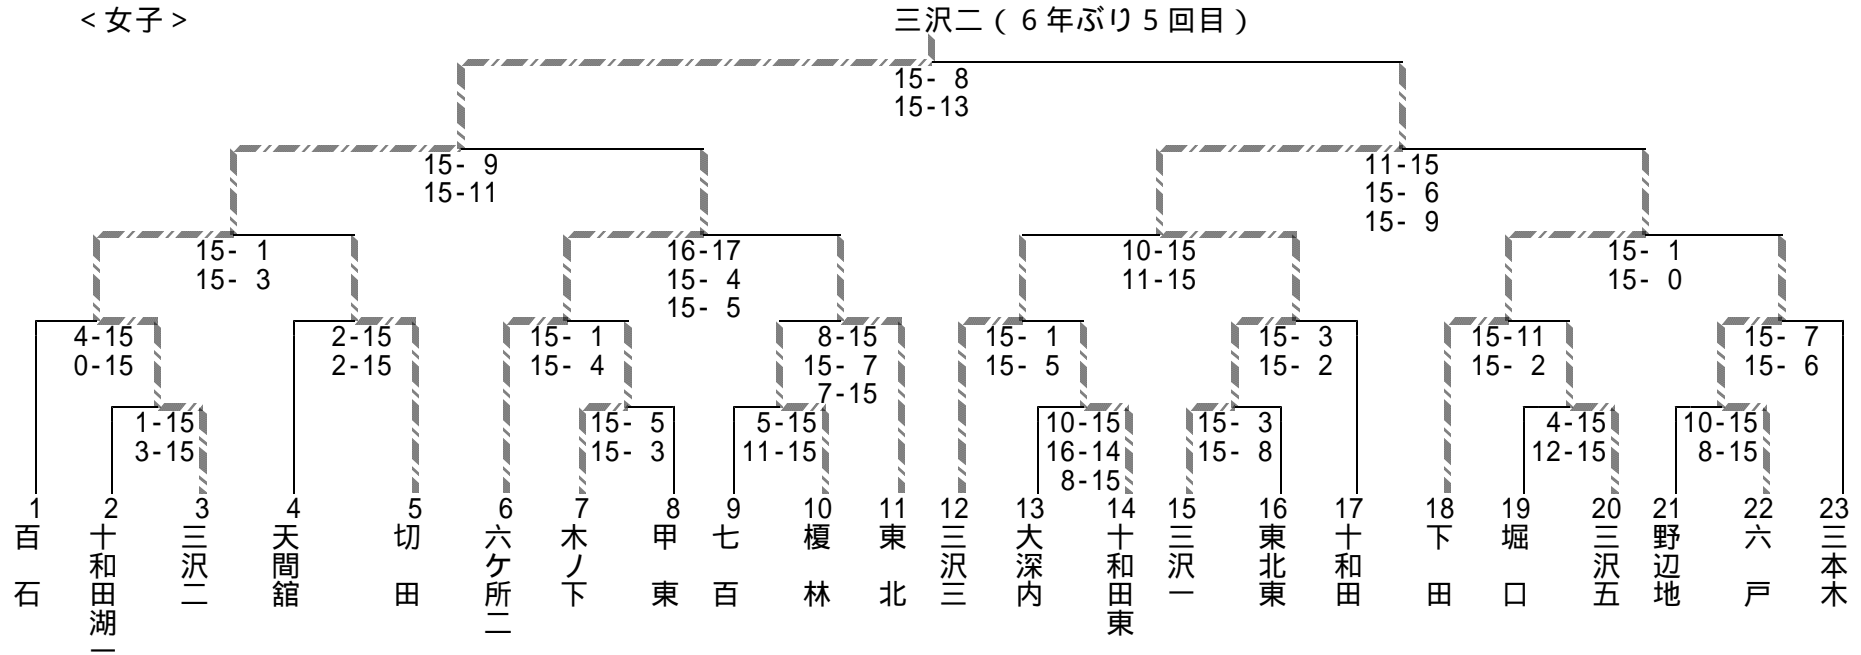 ＜女子＞
三沢二（６年ぶり５回目）
15- 8
15-13
15- 9
15-11
11-15
15- 6
15- 9
15- 1
15- 3
16-17
15- 4
15- 5
10-15
11-15
15- 1
15- 0
4-15
0-15
2-15
2-15
15- 1
15- 4
8-15
15- 7
7-15
15- 1
15- 5
15- 3
15- 2
15-11
15- 2
15- 7
15- 6
1-15
3-15
15- 5
15- 3
5-15
11-15
10-15
16-14
8-15
15- 3
15- 8
4-15
12-15
10-15
8-15
1 2 3 4 5 6 7 8 9 10 11 12 13 14 15 16 17 18 19 20 21 22 23
百石
十和田湖一
三沢二
天間舘
切田
六ケ所二
木ノ下
甲東
七百
榎林
東北
三沢三
大深内
十和田東
三沢一
東北東
十和田
下田
堀口
三沢五
野辺地
六戸
三本木